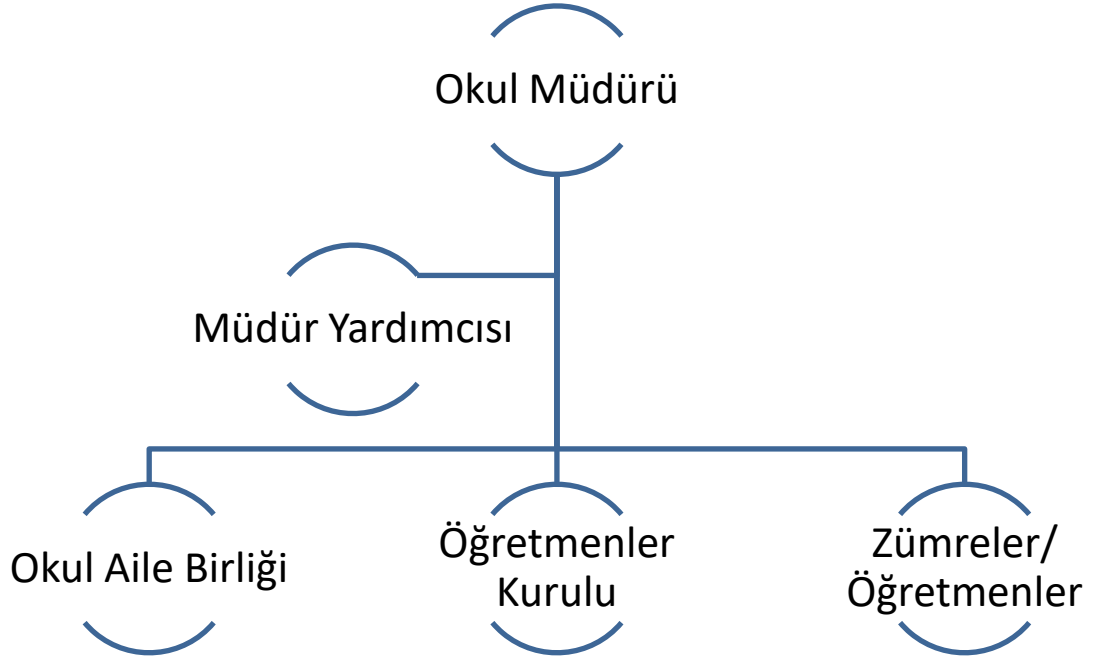 Okul Müdürü
Müdür Yardımcısı
Okul Aile Birliği
Öğretmenler
Kurulu
Zümreler/
Öğretmenler